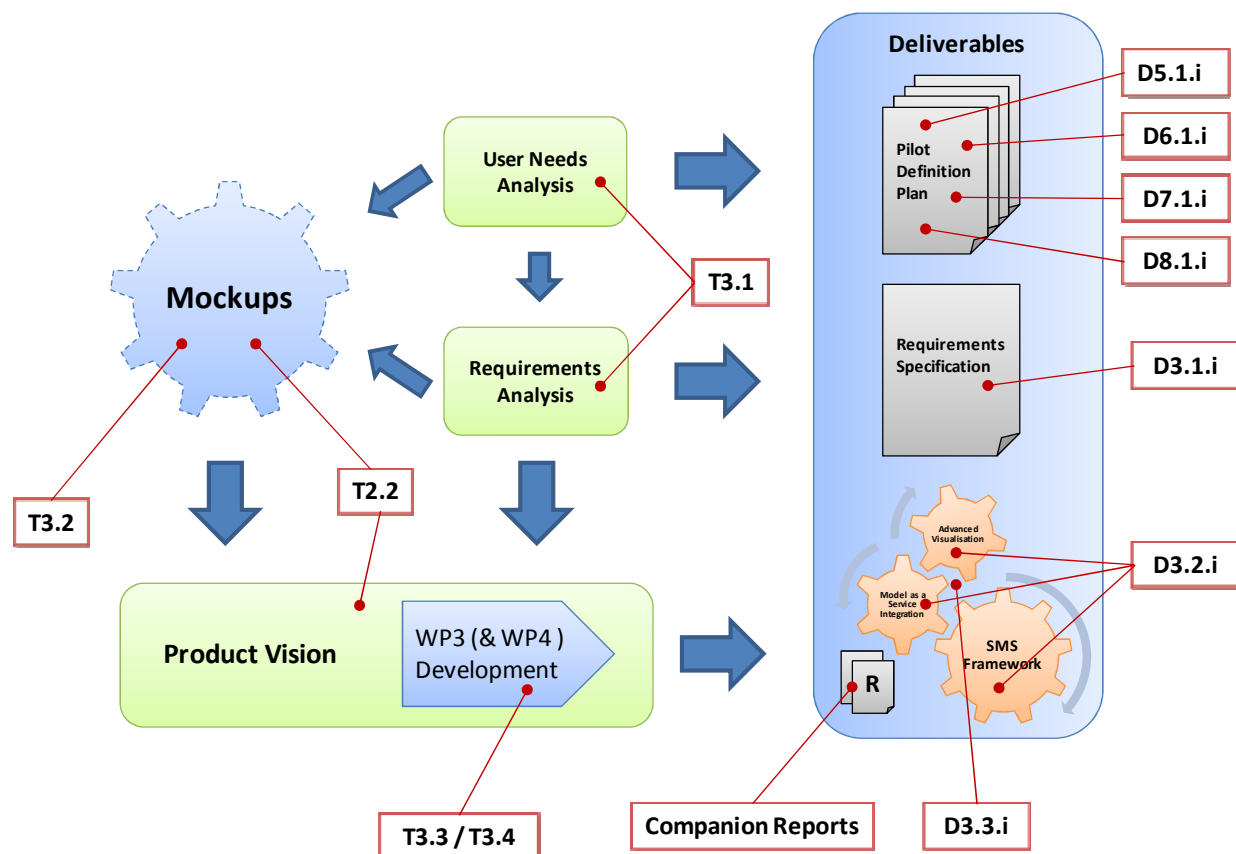 Deliverables
D5.1.i
User Needs
Analysis
Pilot
Definition
Plan
D6.1.i
D7.1.i
D8.1.i
Mockups
T3.1
Requirements
Analysis
Requirements
Specification
D3.1.i
T3.2
T2.2
Advanced
Visualisation
D3.2.i
Model as a
Service
Integration
SMS
Framework
Product Vision
WP3 (& WP4 )
Development
R
T3.3 / T3.4
Companion Reports
D3.3.i